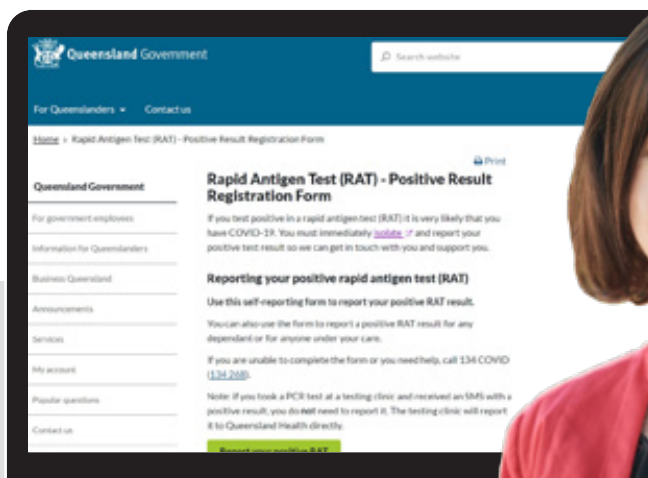 Queensland Government
Search website
For Queenslanders
Contact us
Home › Rapid Antigen Test (RAT) - Positive Result Registration Form
Print
Queensland Government
For government employees
Information for Queenslanders
Business Queensland
Announcements
Services
My account
Popular questions
Contact us
Rapid Antigen Test (RAT) - Positive Result
Registration Form
If you test positive in a rapid antigen test (RAT) it is very likely that you
have COVID-19. You must immediately isolate and report your
positive test result so we can get in touch with you and support you.
Reporting your positive rapid antigen test (RAT)
Use this self-reporting form to report your positive RAT result.
You can also use the form to report a positive RAT result for any
dependant or for anyone under your care.
If you are unable to complete the form or you need help, call 134 COVID
(134 268).
Note: if you took a PCR test at a testing clinic and received an SMS with a
positive result, you do not need to report it. The testing clinic will report
it to Queensland Health directly.
Report your positive RAT